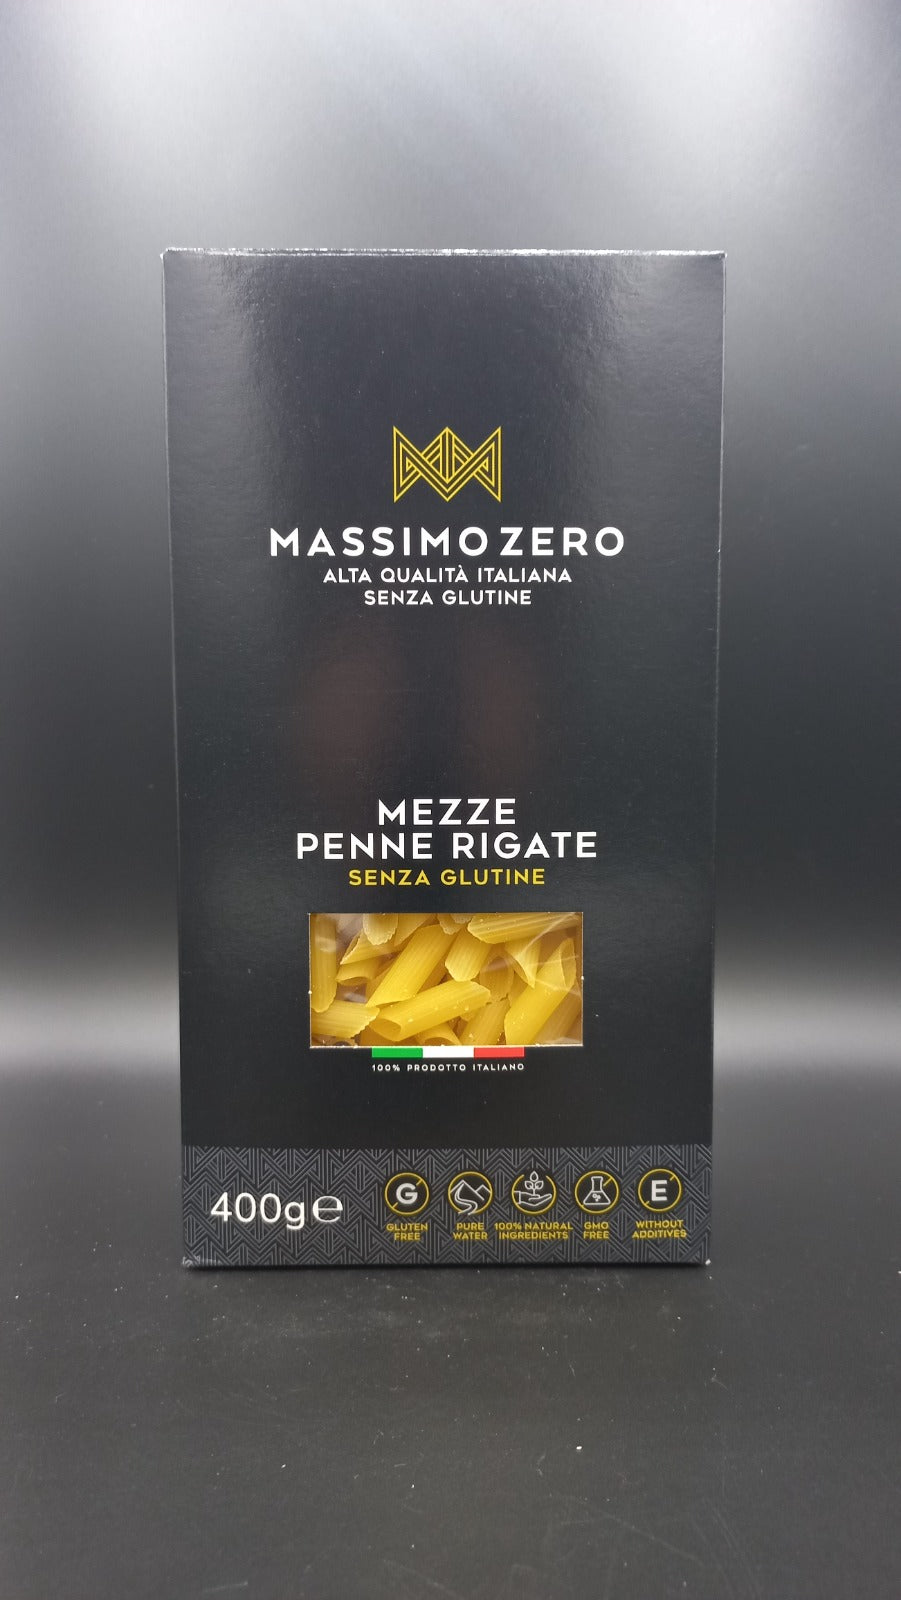 MASSIMO ZERO
ALTA QUALITÀ ITALIANA
SENZA GLUTINE
MEZZE
PENNE RIGATE
SENZA GLUTINE
100% PRODOTTO ITALIANO
400g ℮
G
GLUTEN
FREE
PURE
WATER
100% NATURAL
INGREDIENTS
GMO
FREE
E
WITHOUT
ADDITIVES